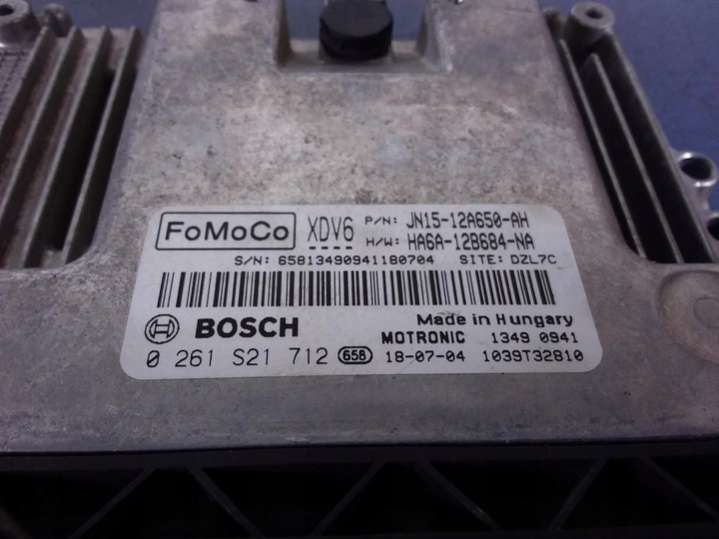 FoMoCo XDV6 P/N: JN15-12A650-AH
H/W: HA6A-12B684-NA
S/N: 65813490941180704 SITE: DZL7C
BOSCH Made in Hungary
MOTRONIC 1349 0941
0 261 S21 712 658 18-07-04 1039T32810